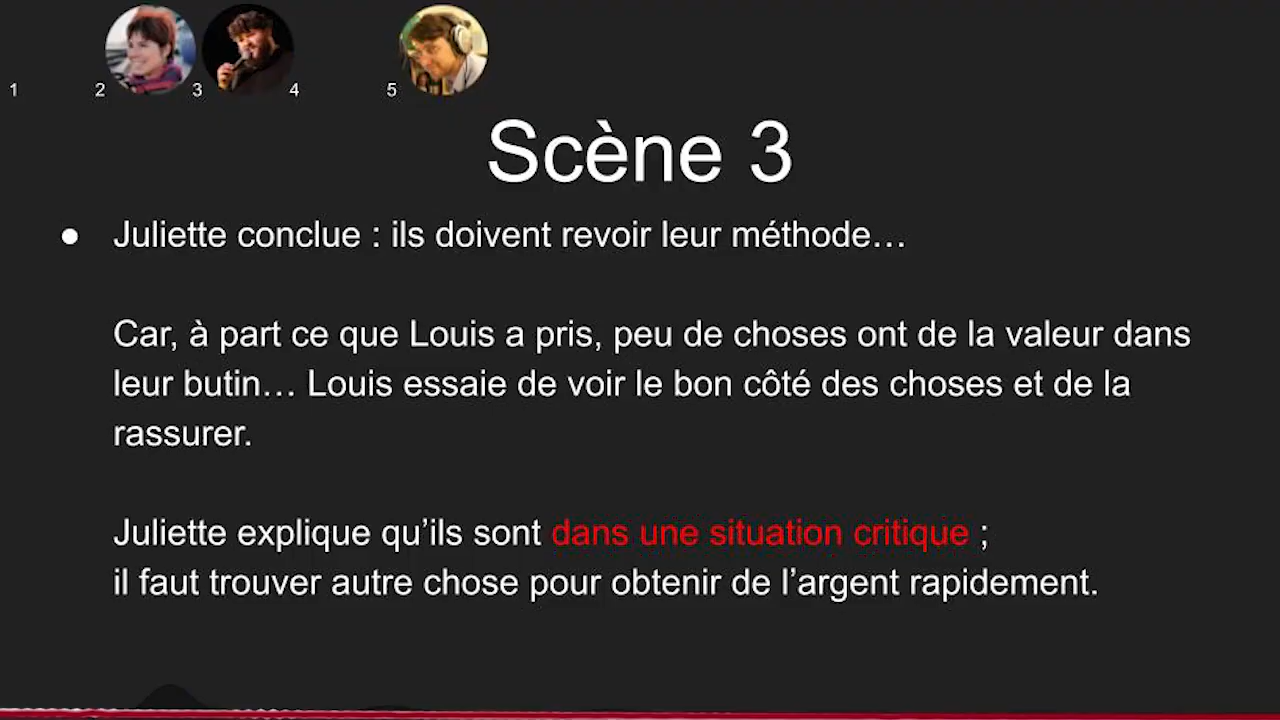 1 2 3 4 5
Scène 3
● Juliette conclue : ils doivent revoir leur méthode…
Car, à part ce que Louis a pris, peu de choses ont de la valeur dans
leur butin… Louis essaie de voir le bon côté des choses et de la
rassurer.
Juliette explique qu’ils sont dans une situation critique ;
il faut trouver autre chose pour obtenir de l’argent rapidement.